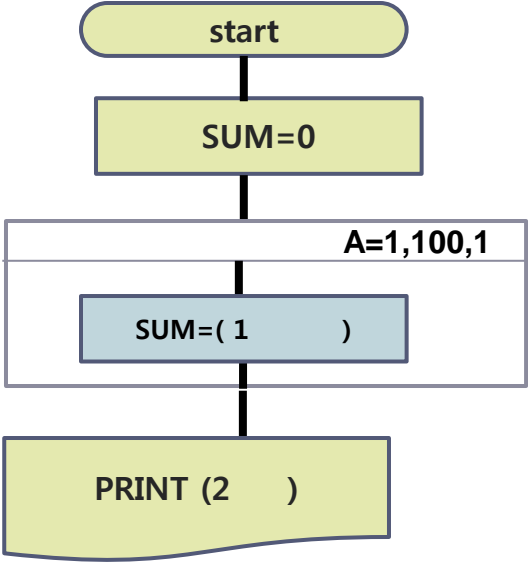 start
SUM=0
A=1,100,1
SUM=( 1 )
PRINT (2 )